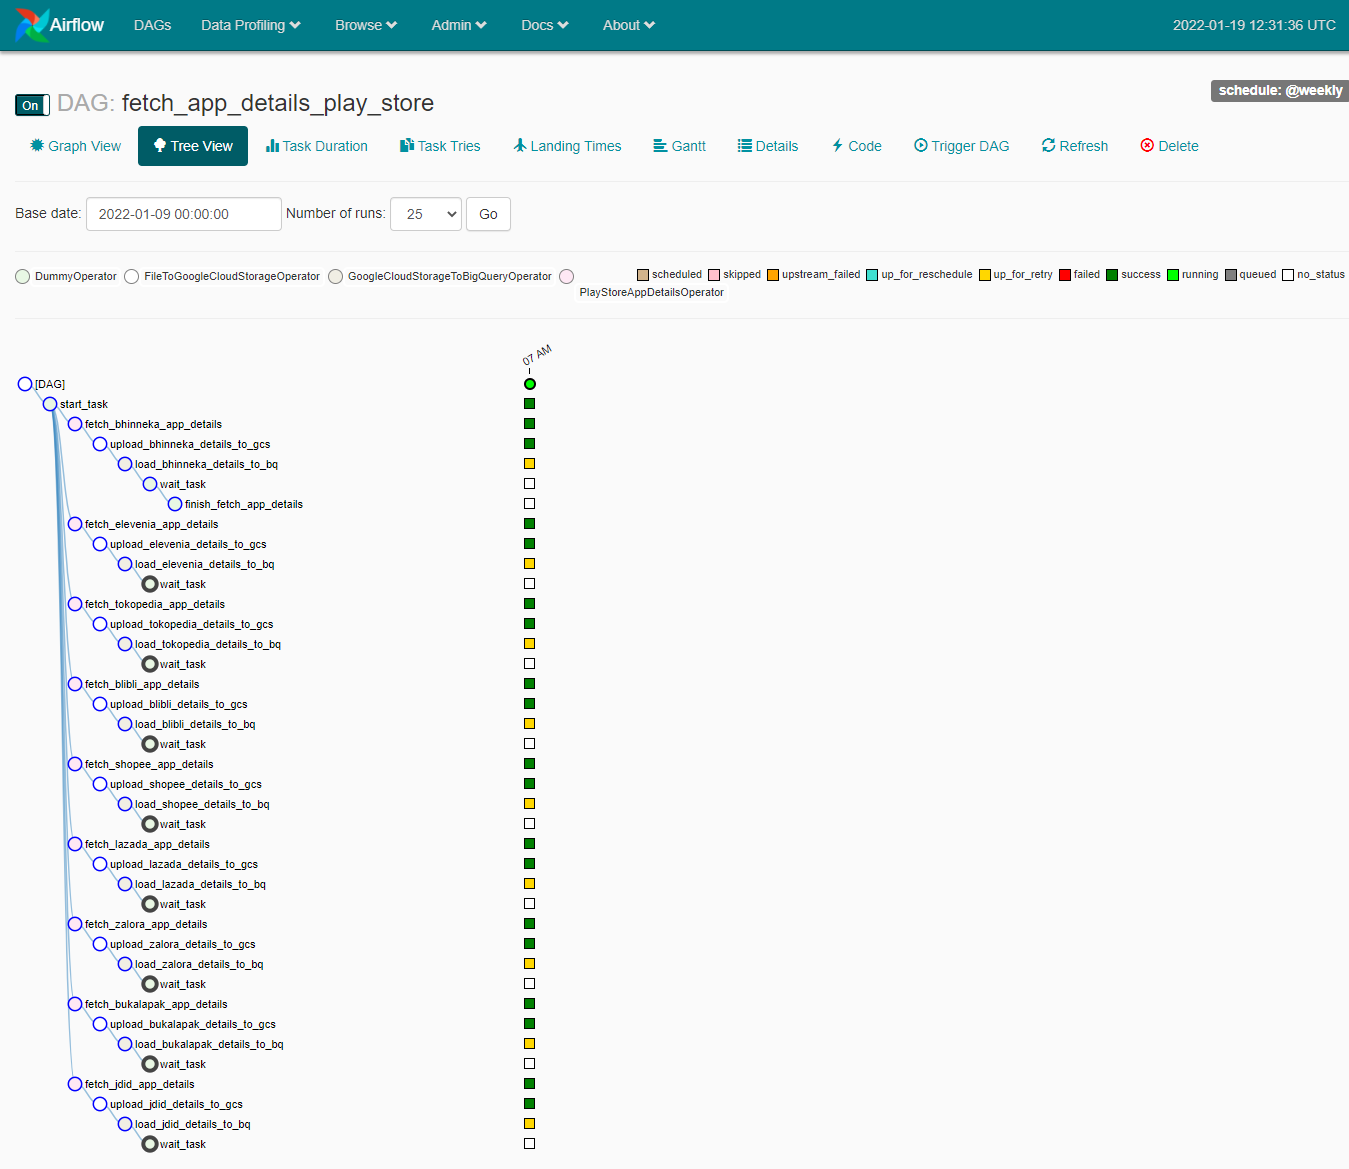 Airflow DAGs Data Profiling Browse Admin Docs About 2022-01-19 12:31:36 UTC
schedule: @weekly
On DAG: fetch_app_details_play_store
Graph View Tree View Task Duration Task Tries Landing Times Gantt Details Code Trigger DAG Refresh Delete
Base date: 2022-01-09 00:00:00 Number of runs: 25 Go
DummyOperator FileToGoogleCloudStorageOperator GoogleCloudStorageToBigQueryOperator PlayStoreAppDetailsOperator
scheduled skipped upstream_failed up_for_reschedule up_for_retry failed success running queued no_status
07 AM
[DAG]
start_task
fetch_bhinneka_app_details
upload_bhinneka_details_to_gcs
load_bhinneka_details_to_bq
wait_task
finish_fetch_app_details
fetch_elevenia_app_details
upload_elevenia_details_to_gcs
load_elevenia_details_to_bq
wait_task
fetch_tokopedia_app_details
upload_tokopedia_details_to_gcs
load_tokopedia_details_to_bq
wait_task
fetch_blibli_app_details
upload_blibli_details_to_gcs
load_blibli_details_to_bq
wait_task
fetch_shopee_app_details
upload_shopee_details_to_gcs
load_shopee_details_to_bq
wait_task
fetch_lazada_app_details
upload_lazada_details_to_gcs
load_lazada_details_to_bq
wait_task
fetch_zalora_app_details
upload_zalora_details_to_gcs
load_zalora_details_to_bq
wait_task
fetch_bukalapak_app_details
upload_bukalapak_details_to_gcs
load_bukalapak_details_to_bq
wait_task
fetch_jdid_app_details
upload_jdid_details_to_gcs
load_jdid_details_to_bq
wait_task